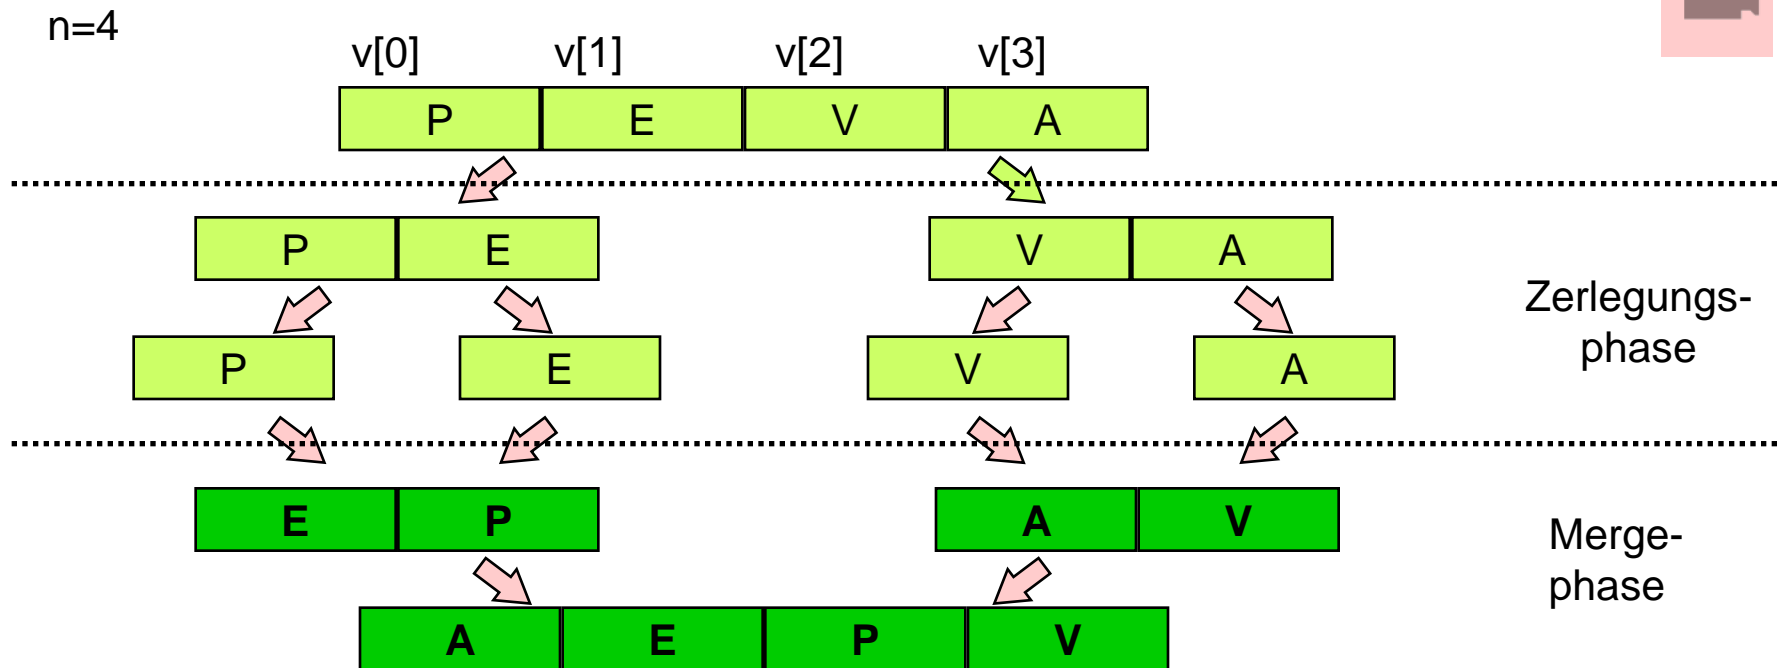 n=4
v[0] v[1] v[2] v[3]
P E V A
P E V A
Zerlegungs-
phase
P E V A
E P A V
Merge-
phase
A E P V